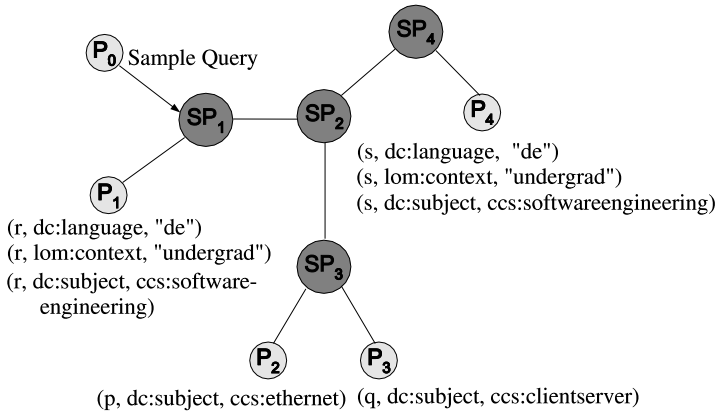 SP4
P0 Sample Query
SP1
SP2
P4
(s, dc:language, "de")
(s, lom:context, "undergrad")
(s, dc:subject, ccs:softwareengineering)
P1
(r, dc:language, "de")
(r, lom:context, "undergrad")
(r, dc:subject, ccs:software-
engineering)
SP3
P2
P3
(p, dc:subject, ccs:ethernet)
(q, dc:subject, ccs:clientserver)